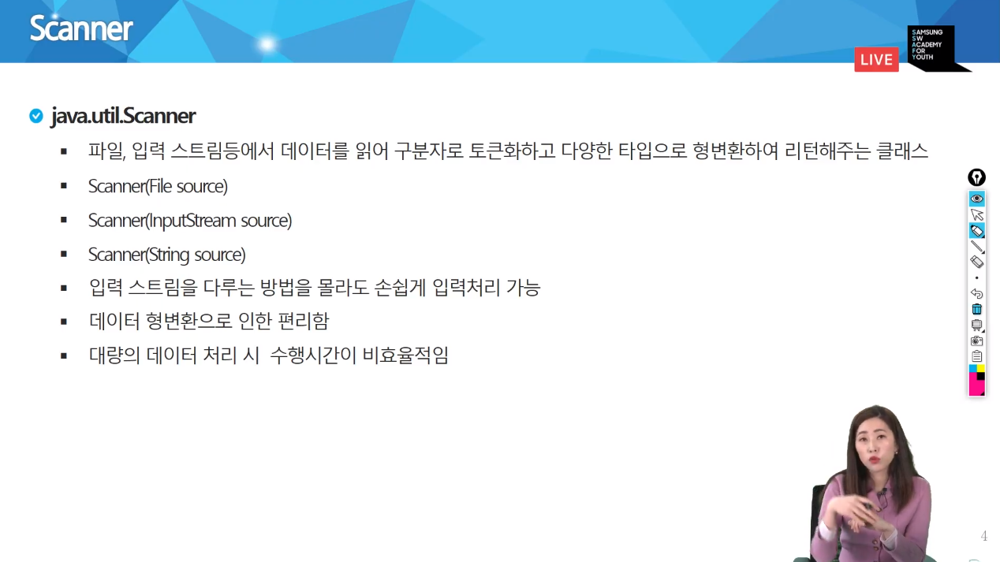 Scanner
LIVE
SAMSUNG
SW
ACADEMY
FOR
YOUTH
java.util.Scanner
파일, 입력 스트림등에서 데이터를 읽어 구분자로 토큰화하고 다양한 타입으로 형변환하여 리턴해주는 클래스
Scanner(File source)
Scanner(InputStream source)
Scanner(String source)
입력 스트림을 다루는 방법을 몰라도 손쉽게 입력처리 가능
데이터 형변환으로 인한 편리함
대량의 데이터 처리 시 수행시간이 비효율적임
4